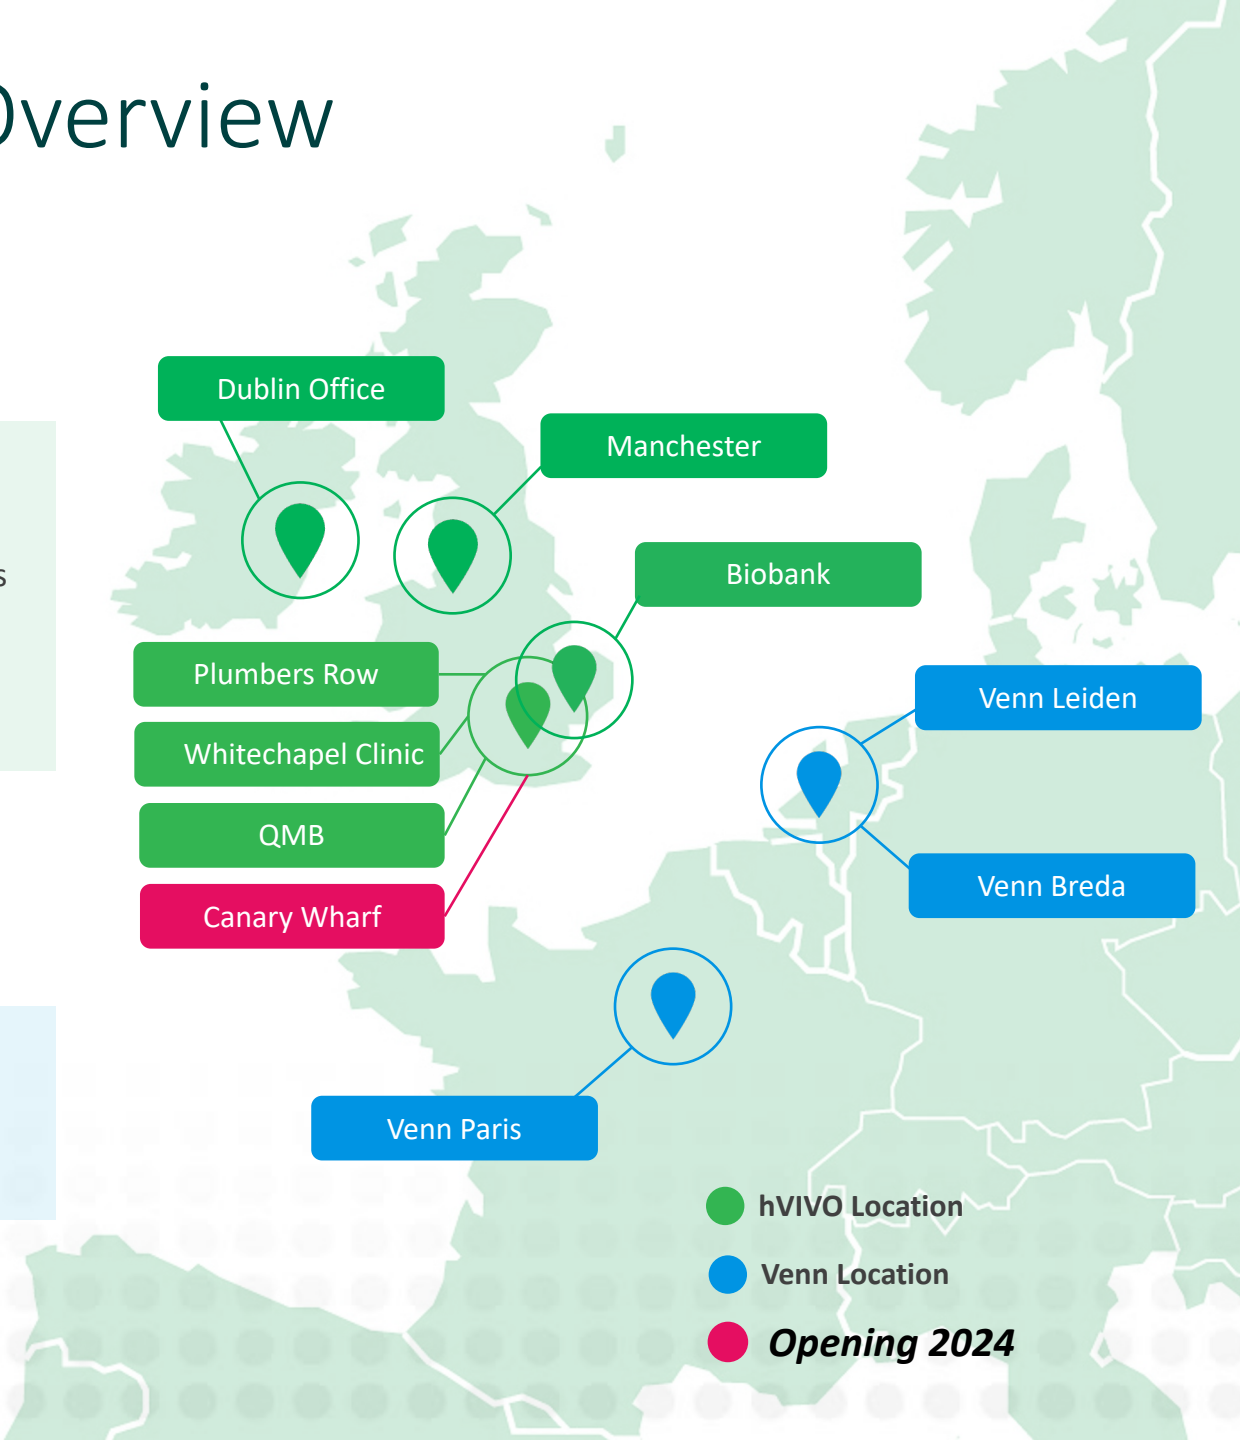 Overview
Dublin Office
Manchester
s
Biobank
Plumbers Row
Venn Leiden
Whitechapel Clinic
QMB
Venn Breda
Canary Wharf
Venn Paris
hVIVO Location
Venn Location
Opening 2024